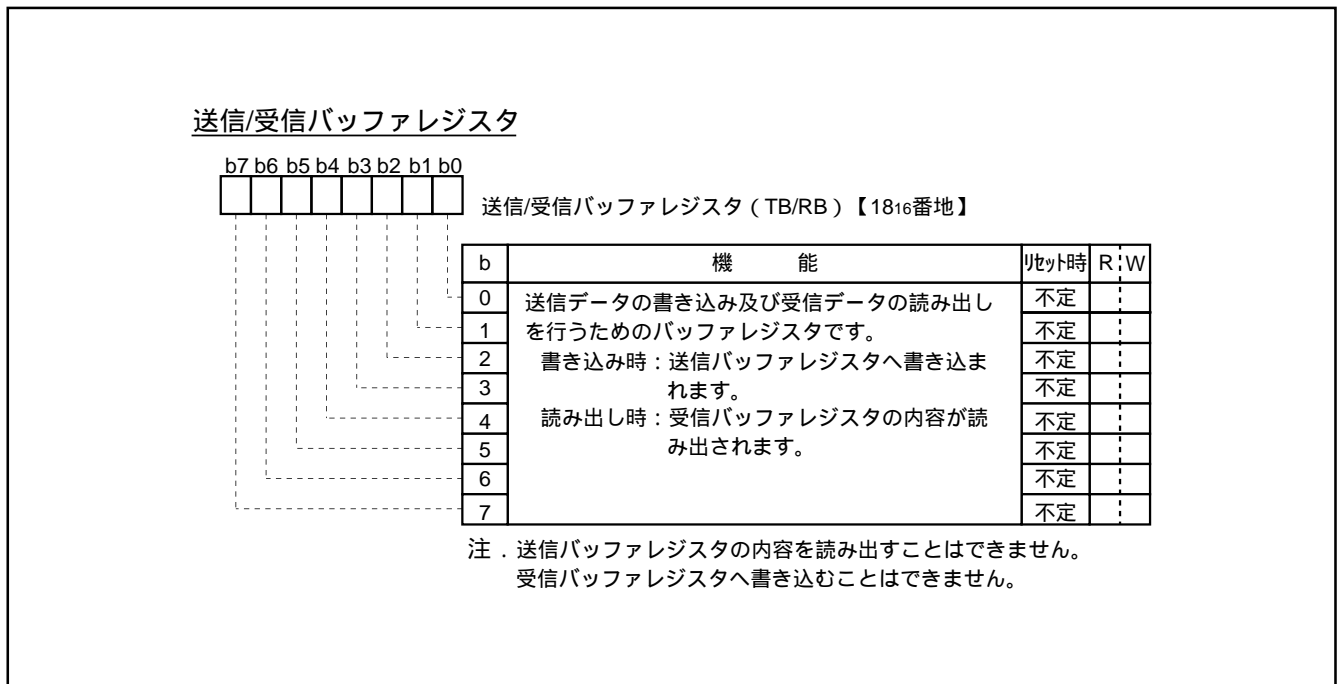 送信/受信バッファレジスタ
b7 b6 b5 b4 b3 b2 b1 b0
送信/受信バッファレジスタ(TB/RB)【1816番地】
b 機 能 リセット時 R W
0 送信データの書き込み及び受信データの読み出し 不定
1 を行うためのバッファレジスタです。 不定
2 書き込み時:送信バッファレジスタへ書き込ま 不定
3 れます。 不定
4 読み出し時:受信バッファレジスタの内容が読 不定
5 み出されます。 不定
6 不定
7 不定
注.送信バッファレジスタの内容を読み出すことはできません。
受信バッファレジスタへ書き込むことはできません。